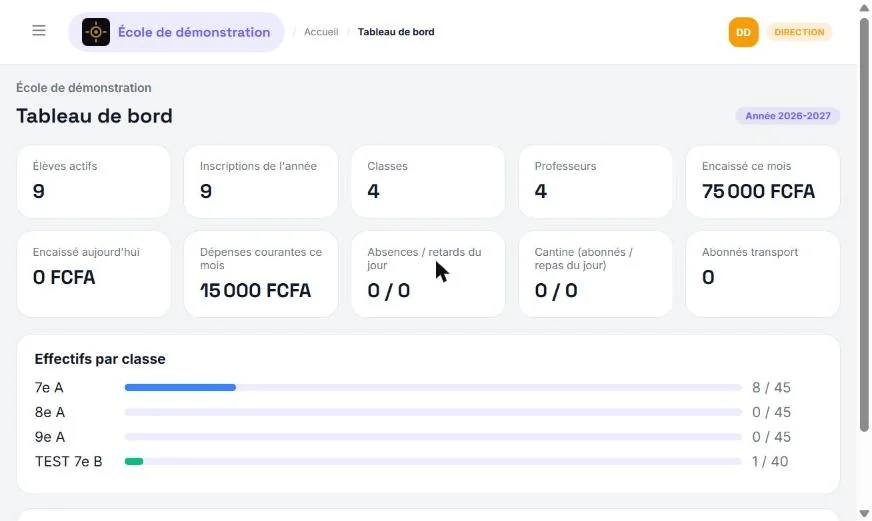 École de démonstration / Accueil / Tableau de bord
DD DIRECTION
École de démonstration
Tableau de bord
Année 2026-2027
Élèves actifs
9
Inscriptions de l'année
9
Classes
4
Professeurs
4
Encaissé ce mois
75 000 FCFA
Encaissé aujourd'hui
0 FCFA
Dépenses courantes ce
mois
15 000 FCFA
Absences / retards du
jour
0 / 0
Cantine (abonnés /
repas du jour)
0 / 0
Abonnés transport
0
Effectifs par classe
7e A 8 / 45
8e A 0 / 45
9e A 0 / 45
TEST 7e B 1 / 40